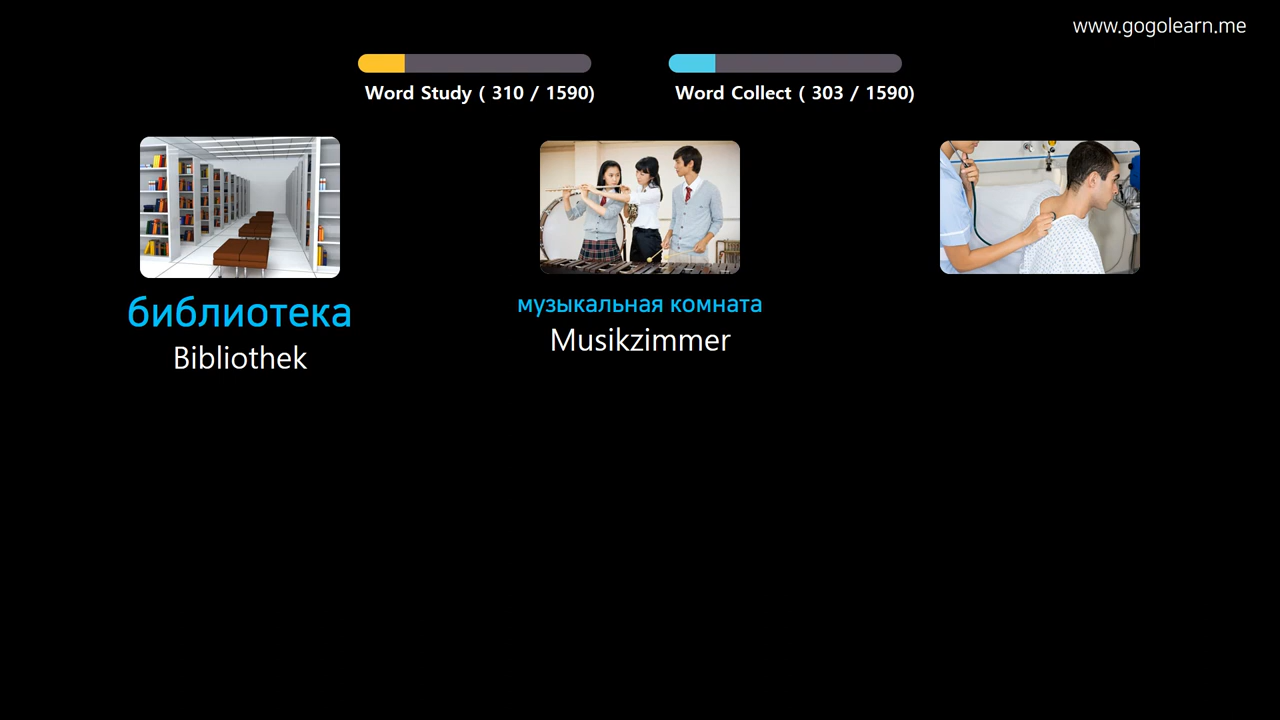 www.gogolearn.me
Word Study ( 310 / 1590)
Word Collect ( 303 / 1590)
библиотека
Bibliothek
музыкальная комната
Musikzimmer